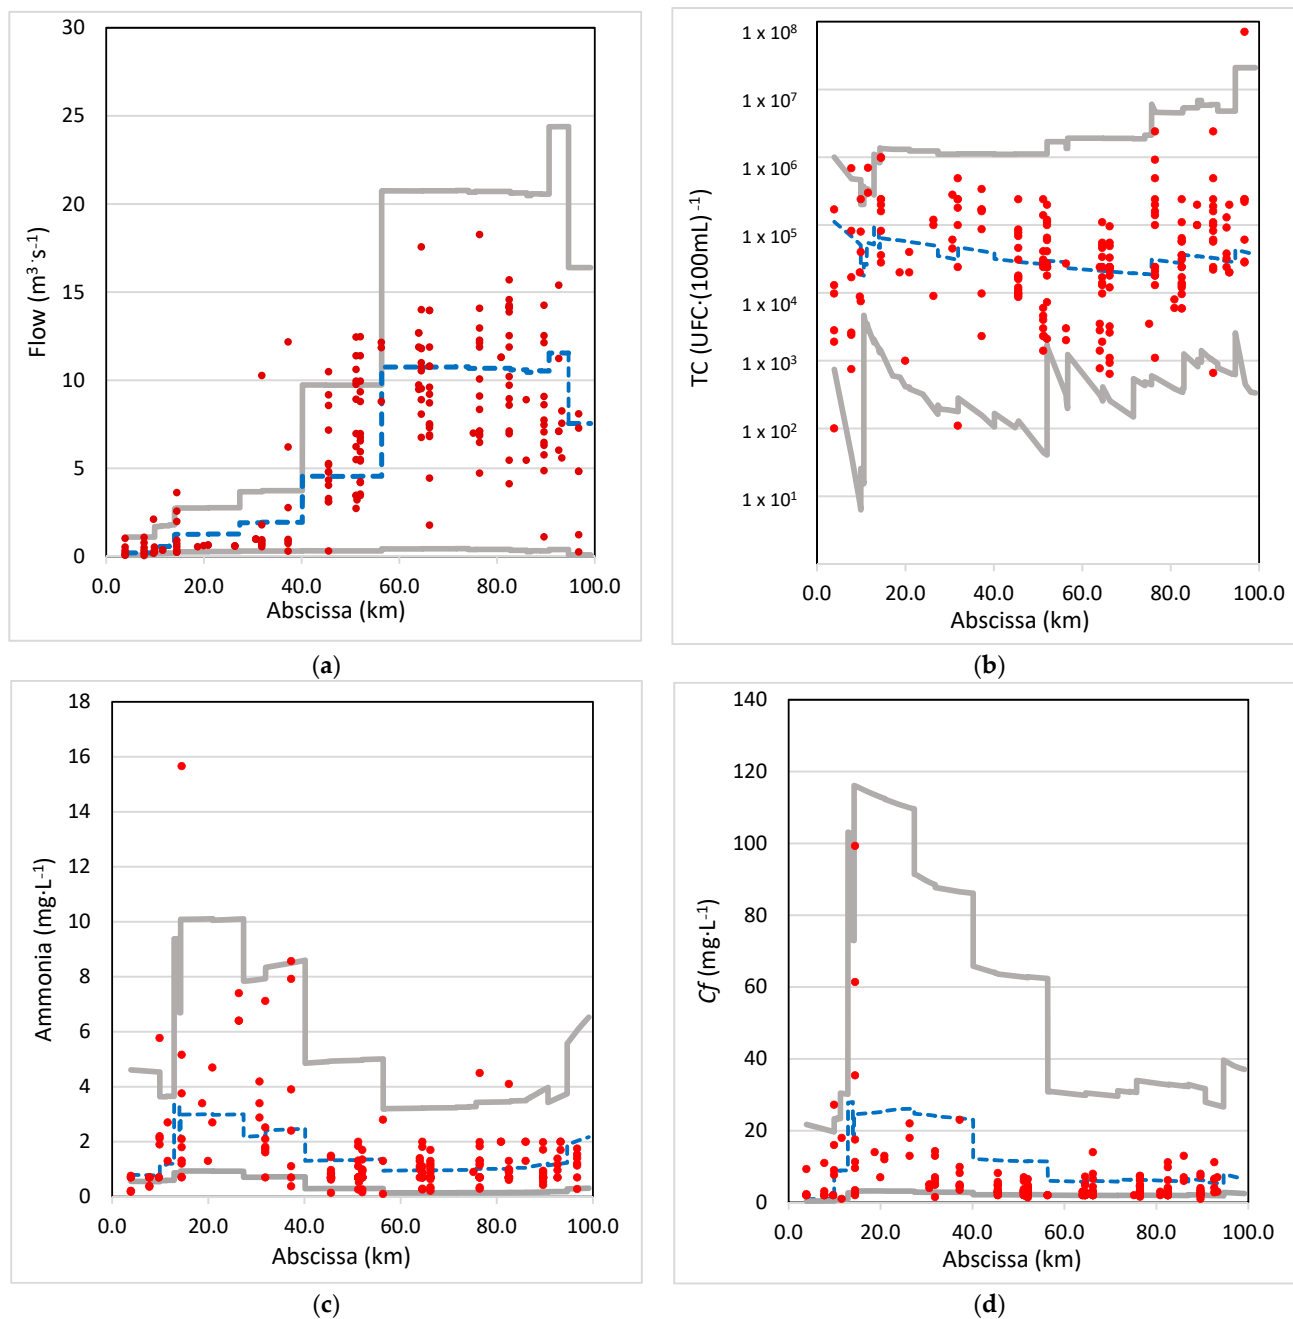 30
25
20
15
10
5
0
Flow (m³·s⁻¹)
0.0 20.0 40.0 60.0 80.0 100.0
Abscissa (km)
(a)
1 x 10⁸
1 x 10⁷
1 x 10⁶
1 x 10⁵
1 x 10⁴
1 x 10³
1 x 10²
1 x 10¹
TC (UFC·(100mL)⁻¹)
0.0 20.0 40.0 60.0 80.0 100.0
Abscissa (km)
(b)
18
16
14
12
10
8
6
4
2
0
Ammonia (mg·L⁻¹)
0.0 20.0 40.0 60.0 80.0 100.0
Abscissa (km)
(c)
140
120
100
80
60
40
20
0
Cf (mg·L⁻¹)
0.0 20.0 40.0 60.0 80.0 100.0
Abscissa (km)
(d)